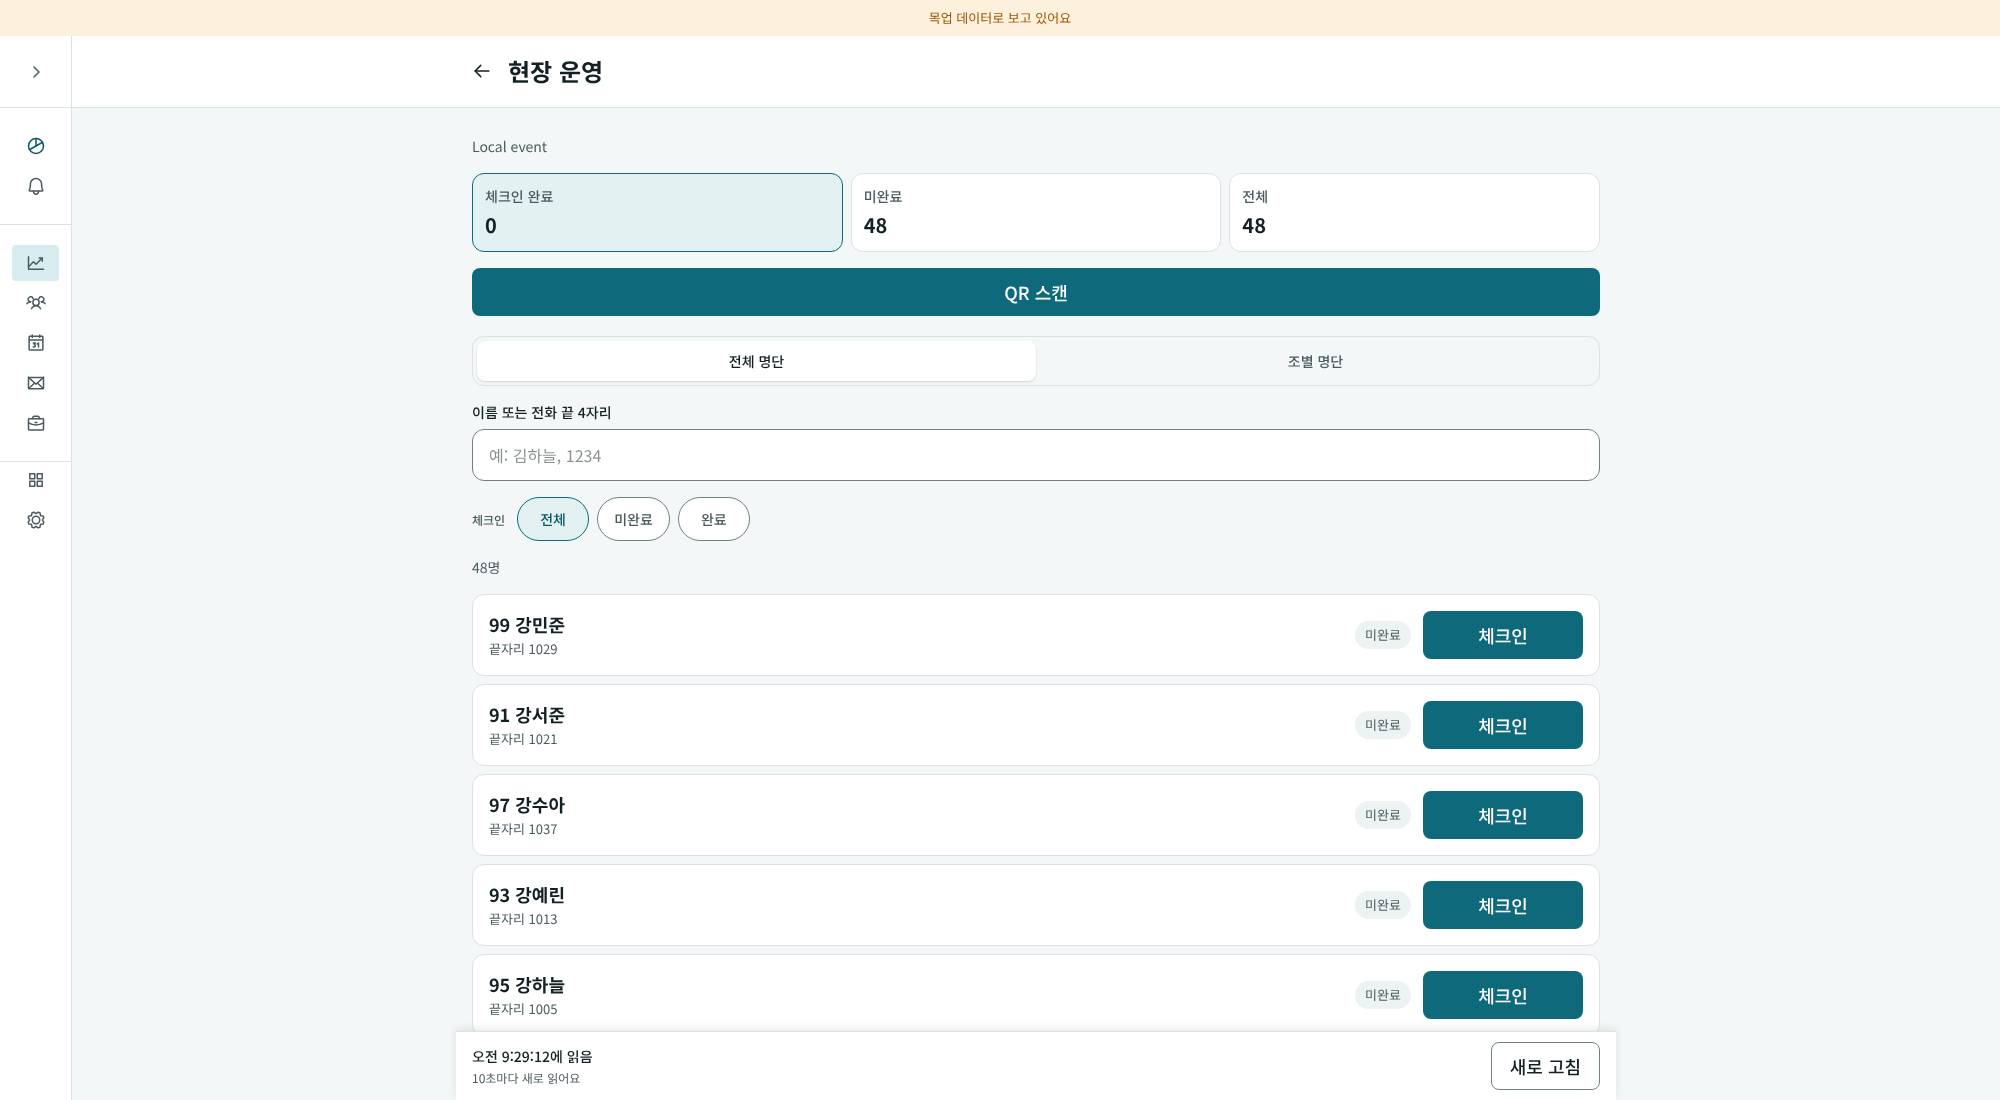 목업 데이터로 보고 있어요
현장 운영
Local event
체크인 완료
0
미완료
48
전체
48
QR 스캔
전체 명단
조별 명단
이름 또는 전화 끝 4자리
예: 김하늘, 1234
체크인
전체
미완료
완료
48명
99 강민준
끝자리 1029
미완료
체크인
91 강서준
끝자리 1021
미완료
체크인
97 강수아
끝자리 1037
미완료
체크인
93 강예린
끝자리 1013
미완료
체크인
95 강하늘
끝자리 1005
미완료
체크인
오전 9:29:12에 읽음
10초마다 새로 읽어요
새로 고침
31